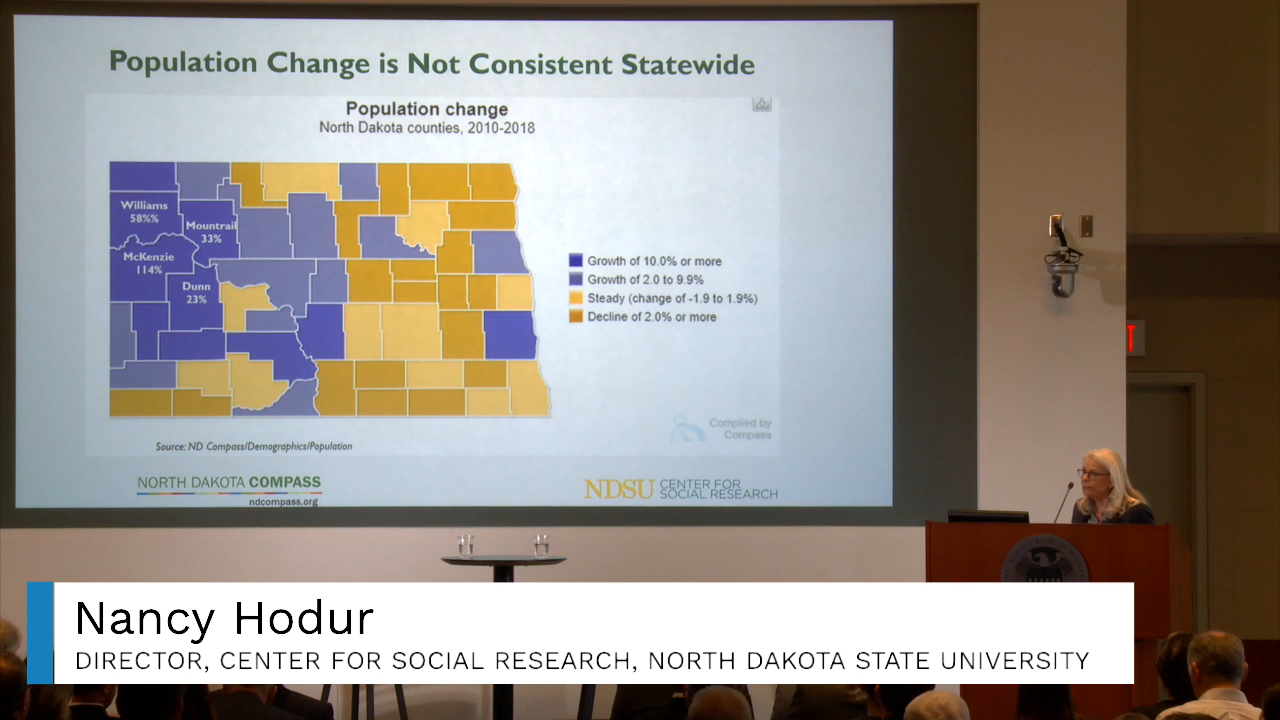 Population Change is Not Consistent Statewide
Population change
North Dakota counties, 2010-2018
Williams
58%%
Mountrail
33%
McKenzie
114%
Dunn
23%
Growth of 10.0% or more
Growth of 2.0 to 9.9%
Steady (change of -1.9 to 1.9%)
Decline of 2.0% or more
Compiled by
Compass
Source: ND Compass/Demographics/Population
NORTH DAKOTA COMPASS
ndcompass.org
NDSU CENTER FOR
SOCIAL RESEARCH
Nancy Hodur
DIRECTOR, CENTER FOR SOCIAL RESEARCH, NORTH DAKOTA STATE UNIVERSITY